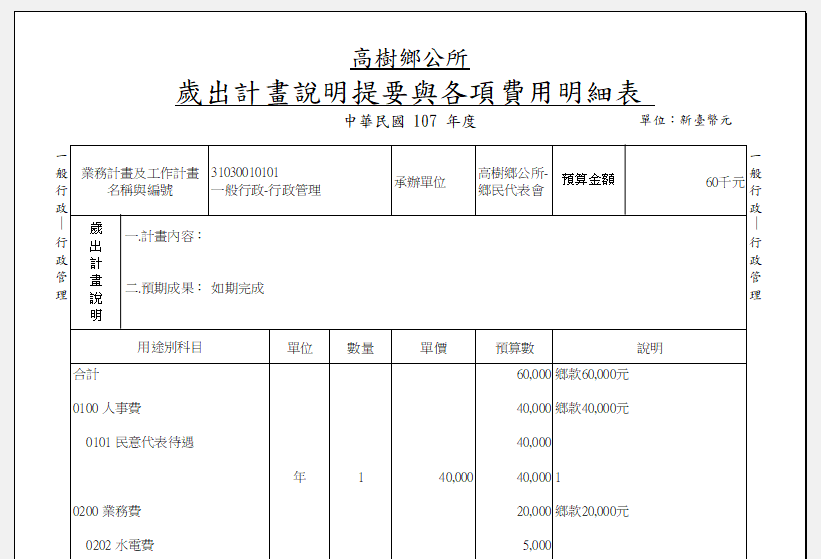 高樹鄉公所
歲出計畫說明提要與各項費用明細表
中華民國 107 年度
單位：新臺幣元
一般行政—行政管理
業務計畫及工作計畫
名稱與編號
31030010101
一般行政-行政管理
承辦單位
高樹鄉公所-
鄉民代表會
預算金額
60千元
一般行政—行政管理
歲出計畫說明
一.計畫內容：
二.預期成果： 如期完成
用途別科目 單位 數量 單價 預算數 說明
合計 60,000 鄉款60,000元
0100 人事費 40,000 鄉款40,000元
0101 民意代表待遇 40,000
年 1 40,000 40,000 1
0200 業務費 20,000 鄉款20,000元
0202 水電費 5,000